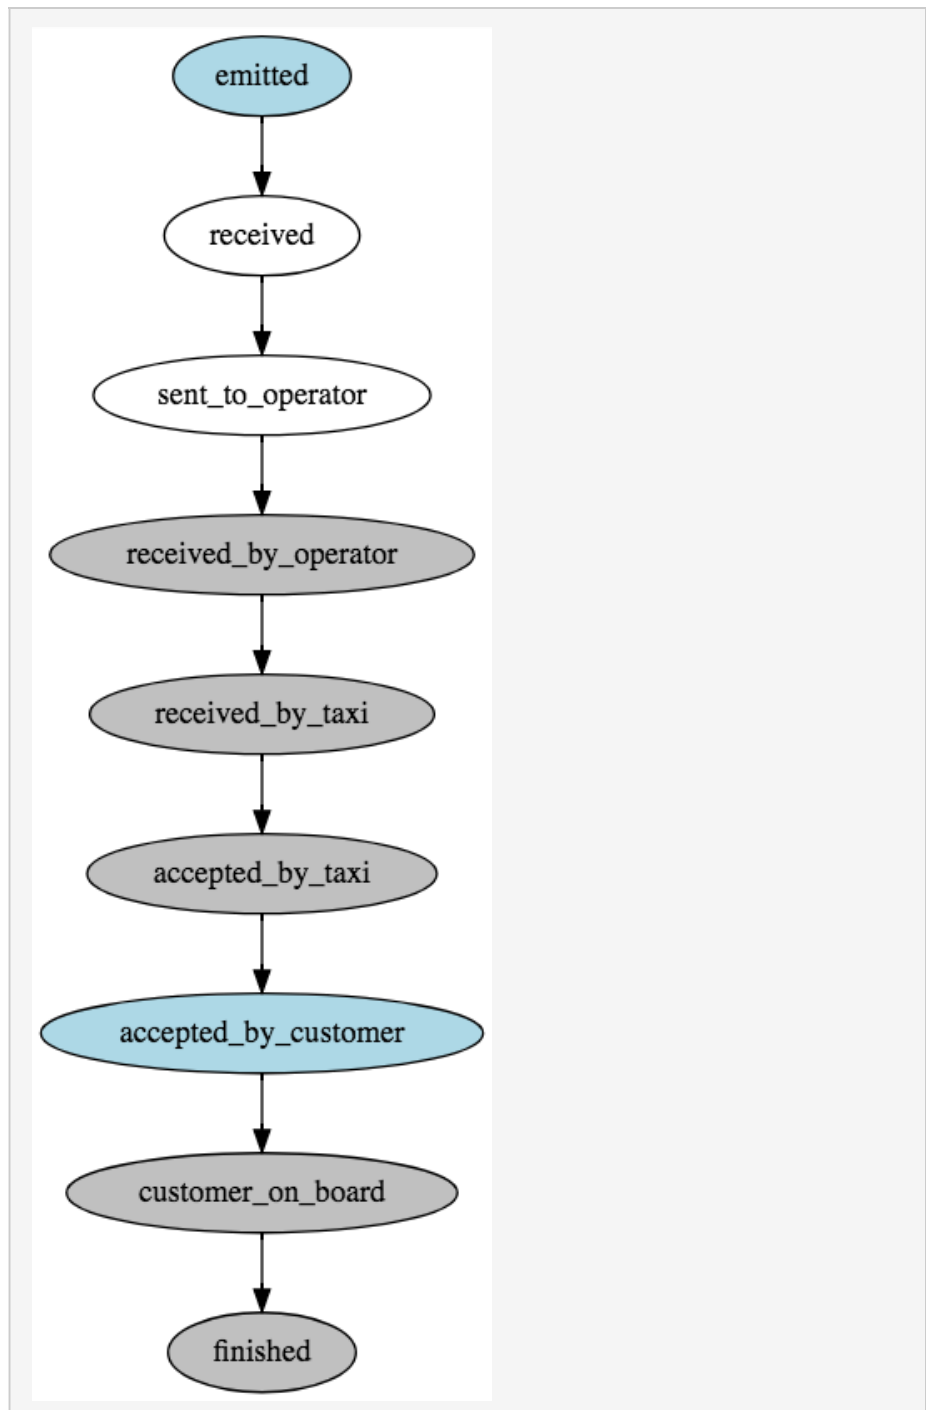 emitted
received
sent_to_operator
received_by_operator
received_by_taxi
accepted_by_taxi
accepted_by_customer
customer_on_board
finished